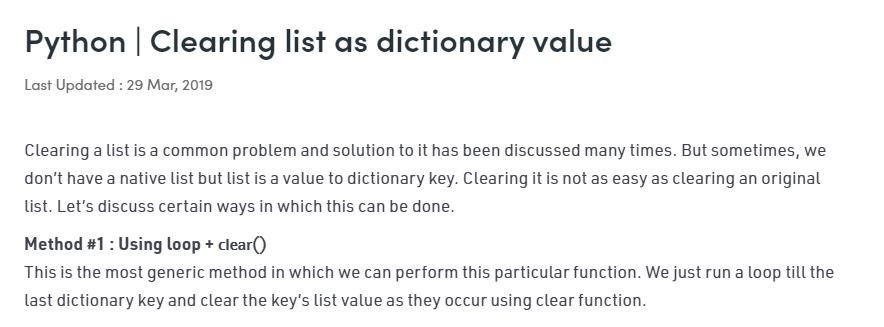 Python | Clearing list as dictionary value
Last Updated : 29 Mar, 2019
Clearing a list is a common problem and solution to it has been discussed many times. But sometimes, we
don't have a native list but list is a value to dictionary key. Clearing it is not as easy as clearing an original
list. Let's discuss certain ways in which this can be done.
Method #1 : Using loop + clear()
This is the most generic method in which we can perform this particular function. We just run a loop till the
last dictionary key and clear the key's list value as they occur using clear function.